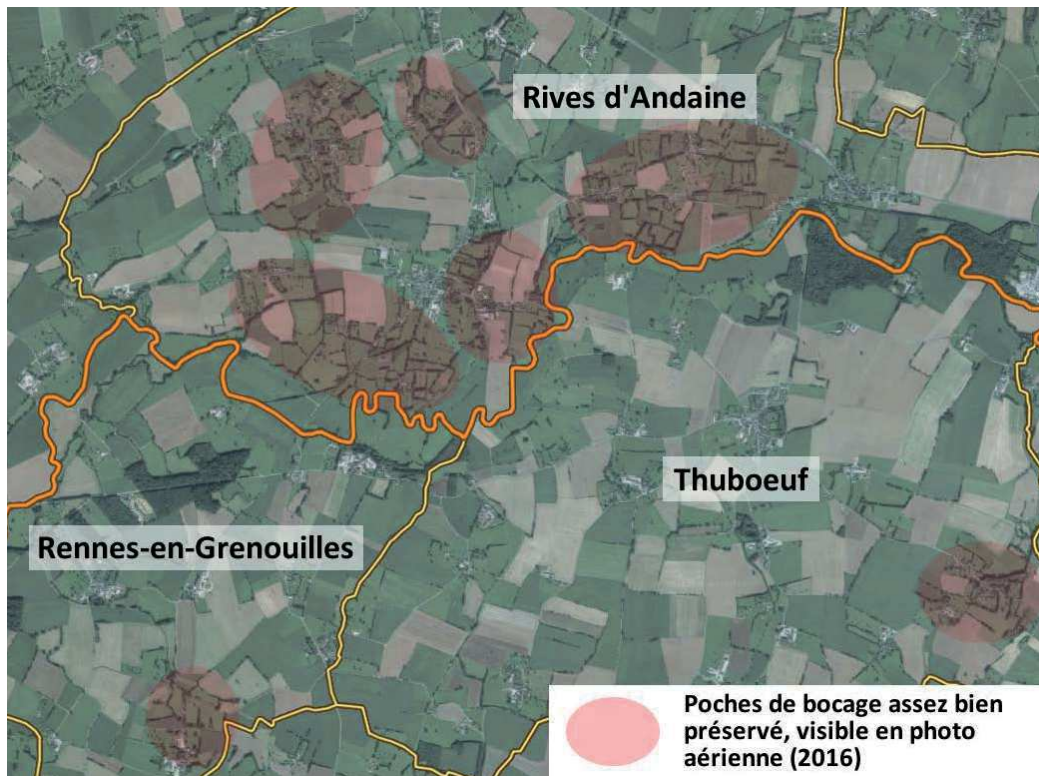 Rives d'Andaine
Thuboeuf
Rennes-en-Grenouilles
Poches de bocage assez bien
préservé, visible en photo
aérienne (2016)